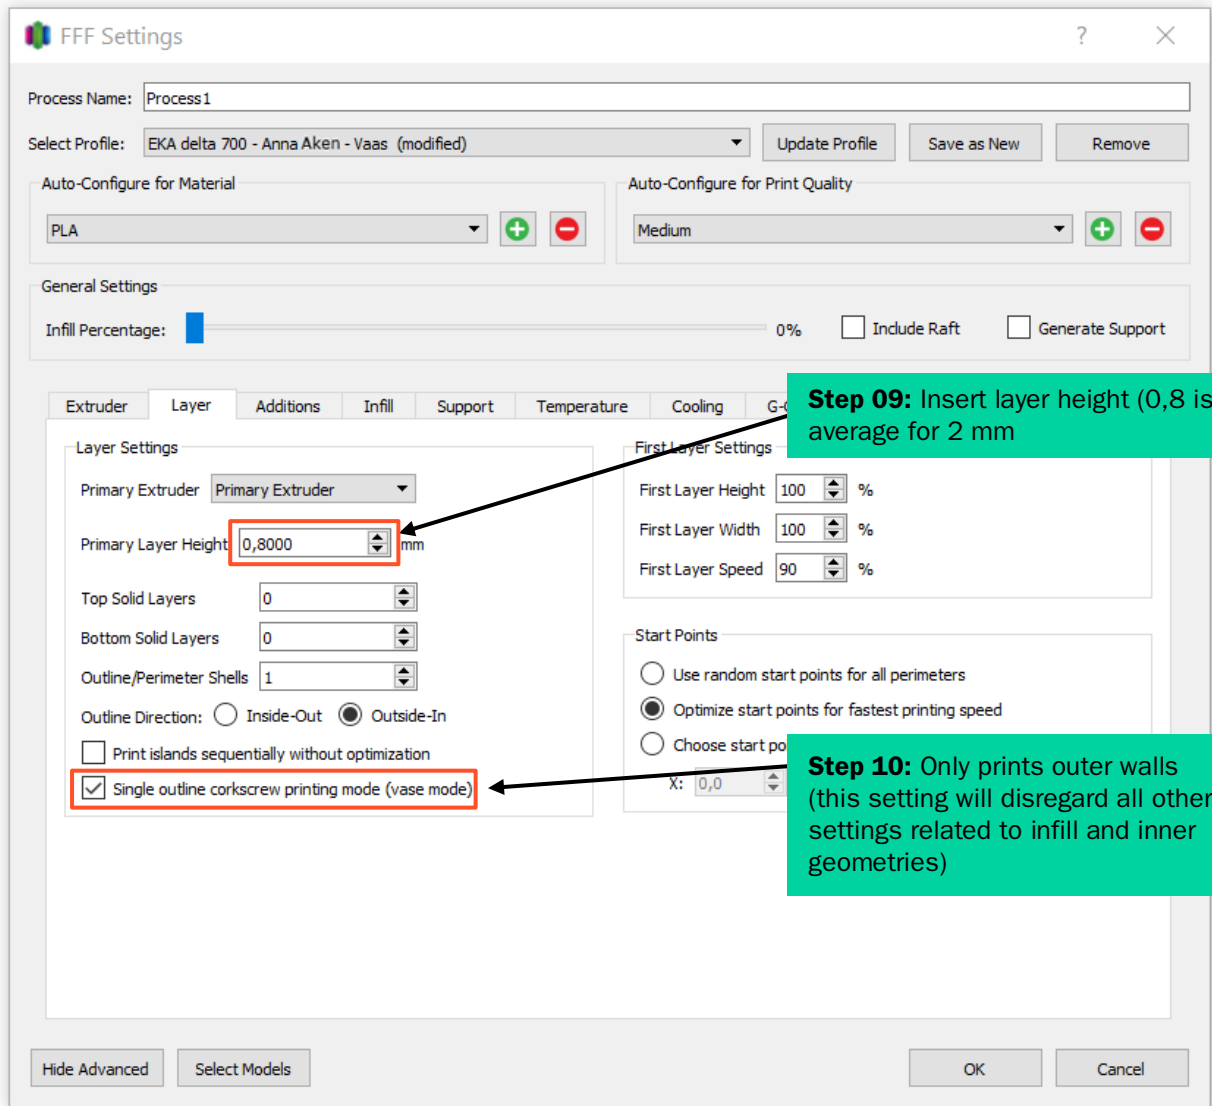 FFF Settings ?
Process Name: Process1
Select Profile: EKA delta 700 - Anna Aken - Vaas (modified) Update Profile Save as New Remove
Auto-Configure for Material
PLA
Auto-Configure for Print Quality
Medium
General Settings
Infill Percentage: 0% Include Raft Generate Support
Extruder Layer Additions Infill Support Temperature Cooling
Step 09: Insert layer height (0,8 is
average for 2 mm
Layer Settings
Primary Extruder Primary Extruder
Primary Layer Height 0,8000 mm
Top Solid Layers 0
Bottom Solid Layers 0
Outline/Perimeter Shells 1
Outline Direction: Inside-Out Outside-In
Print islands sequentially without optimization
Single outline corkscrew printing mode (vase mode)
First Layer Settings
First Layer Height 100 %
First Layer Width 100 %
First Layer Speed 90 %
Start Points
Use random start points for all perimeters
Optimize start points for fastest printing speed
Choose start
X: 0,0
Step 10: Only prints outer walls
(this setting will disregard all other
settings related to infill and inner
geometries)
Hide Advanced Select Models OK Cancel